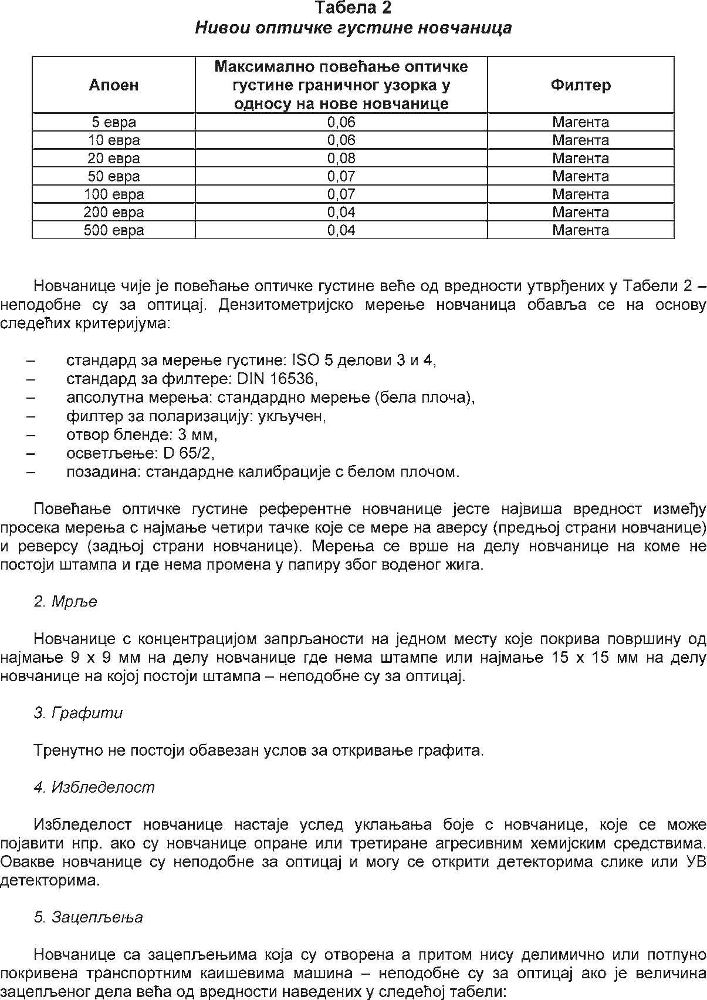 Табела 2
Нивои оптичке густине новчаница
Апоен
Максимално повећање оптичке
густине граничног узорка у
односу на нове новчанице
Филтер
5 евра 0,06 Магента
10 евра 0,06 Магента
20 евра 0,08 Магента
50 евра 0,07 Магента
100 евра 0,07 Магента
200 евра 0,04 Магента
500 евра 0,04 Магента
Новчанице чије је повећање оптичке густине веће од вредности утврђених у Табели 2 –
неподобне су за оптицај. Дензитометријско мерење новчаница обавља се на основу
следећих критеријума:
– стандард за мерење густине: ISO 5 делови 3 и 4,
– стандард за филтере: DIN 16536,
– апсолутна мерења: стандардно мерење (бела плоча),
– филтер за поларизацију: укључен,
– отвор бленде: 3 мм,
– осветљење: D 65/2,
– позадина: стандардне калибрације с белом плочом.
Повећање оптичке густине референтне новчанице јесте највиша вредност између
просека мерења с најмање четири тачке које се мере на аверсу (предњој страни новчанице)
и реверсу (задњој страни новчанице). Мерења се врше на делу новчанице на коме не
постоји штампа и где нема промена у папиру због воденог жига.
2. Мрље
Новчанице с концентрацијом запрљаности на једном месту које покрива површину од
најмање 9 x 9 мм на делу новчанице где нема штампе или најмање 15 x 15 мм на делу
новчанице на којој постоји штампа – неподобне су за оптицај.
3. Графити
Тренутно не постоји обавезан услов за откривање графита.
4. Избледелост
Избледелост новчанице настаје услед уклањања боје с новчанице, које се може
појавити нпр. ако су новчанице опране или третиране агресивним хемијским средствима.
Овакве новчанице су неподобне за оптицај и могу се открити детекторима слике или УВ
детекторима.
5. Зацепљења
Новчанице са зацепљењима која су отворена а притом нису делимично или потпуно
покривена транспортним каишевима машина – неподобне су за оптицај ако је величина
зацепљеног дела већа од вредности наведених у следећој табели: